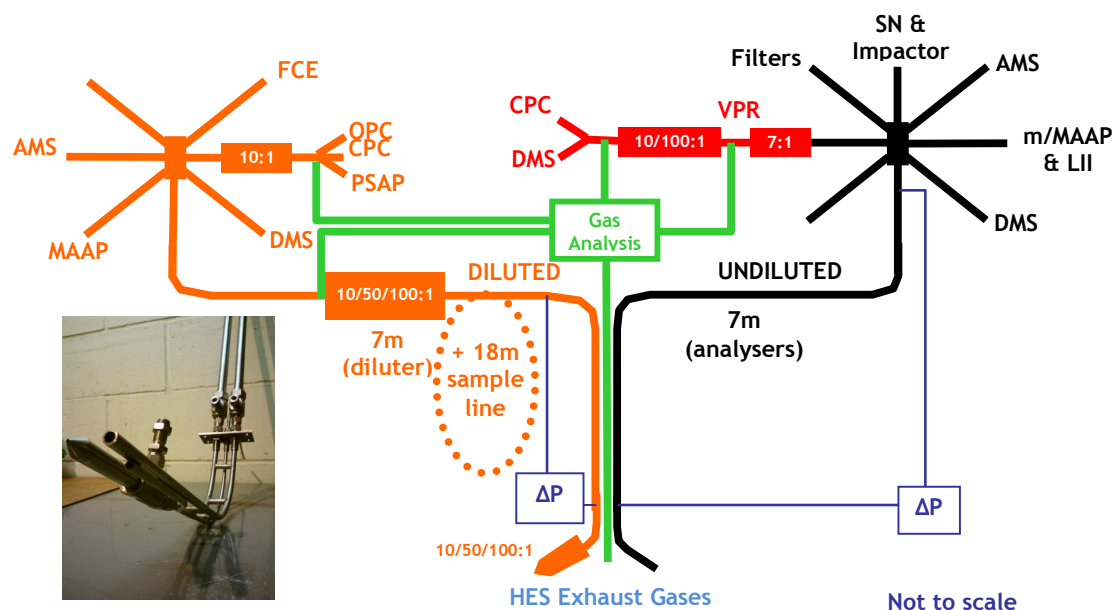 SN &
Impactor
Filters
AMS
FCE
CPC
VPR
OPC
CPC
AMS
10:1
PSAP
DMS
10/100:1
7:1
m/MAAP
& LII
MAAP
DMS
Gas
Analysis
DMS
DILUTED
UNDILUTED
10/50/100:1
7m
(diluter)
+ 18m
sample
line
7m
(analysers)
ΔP
ΔP
10/50/100:1
HES Exhaust Gases
Not to scale